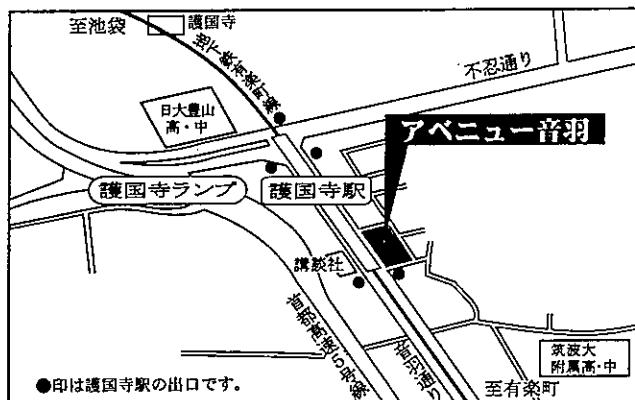 至池袋
護国寺
地下鉄有楽町線
不忍通り
日大豊山
高・中
アベニュー音羽
護国寺ランプ
護国寺駅
講談社
首都高速5号線
音羽通り
筑波大
附属高・中
至有楽町
●印は護国寺駅の出口です。